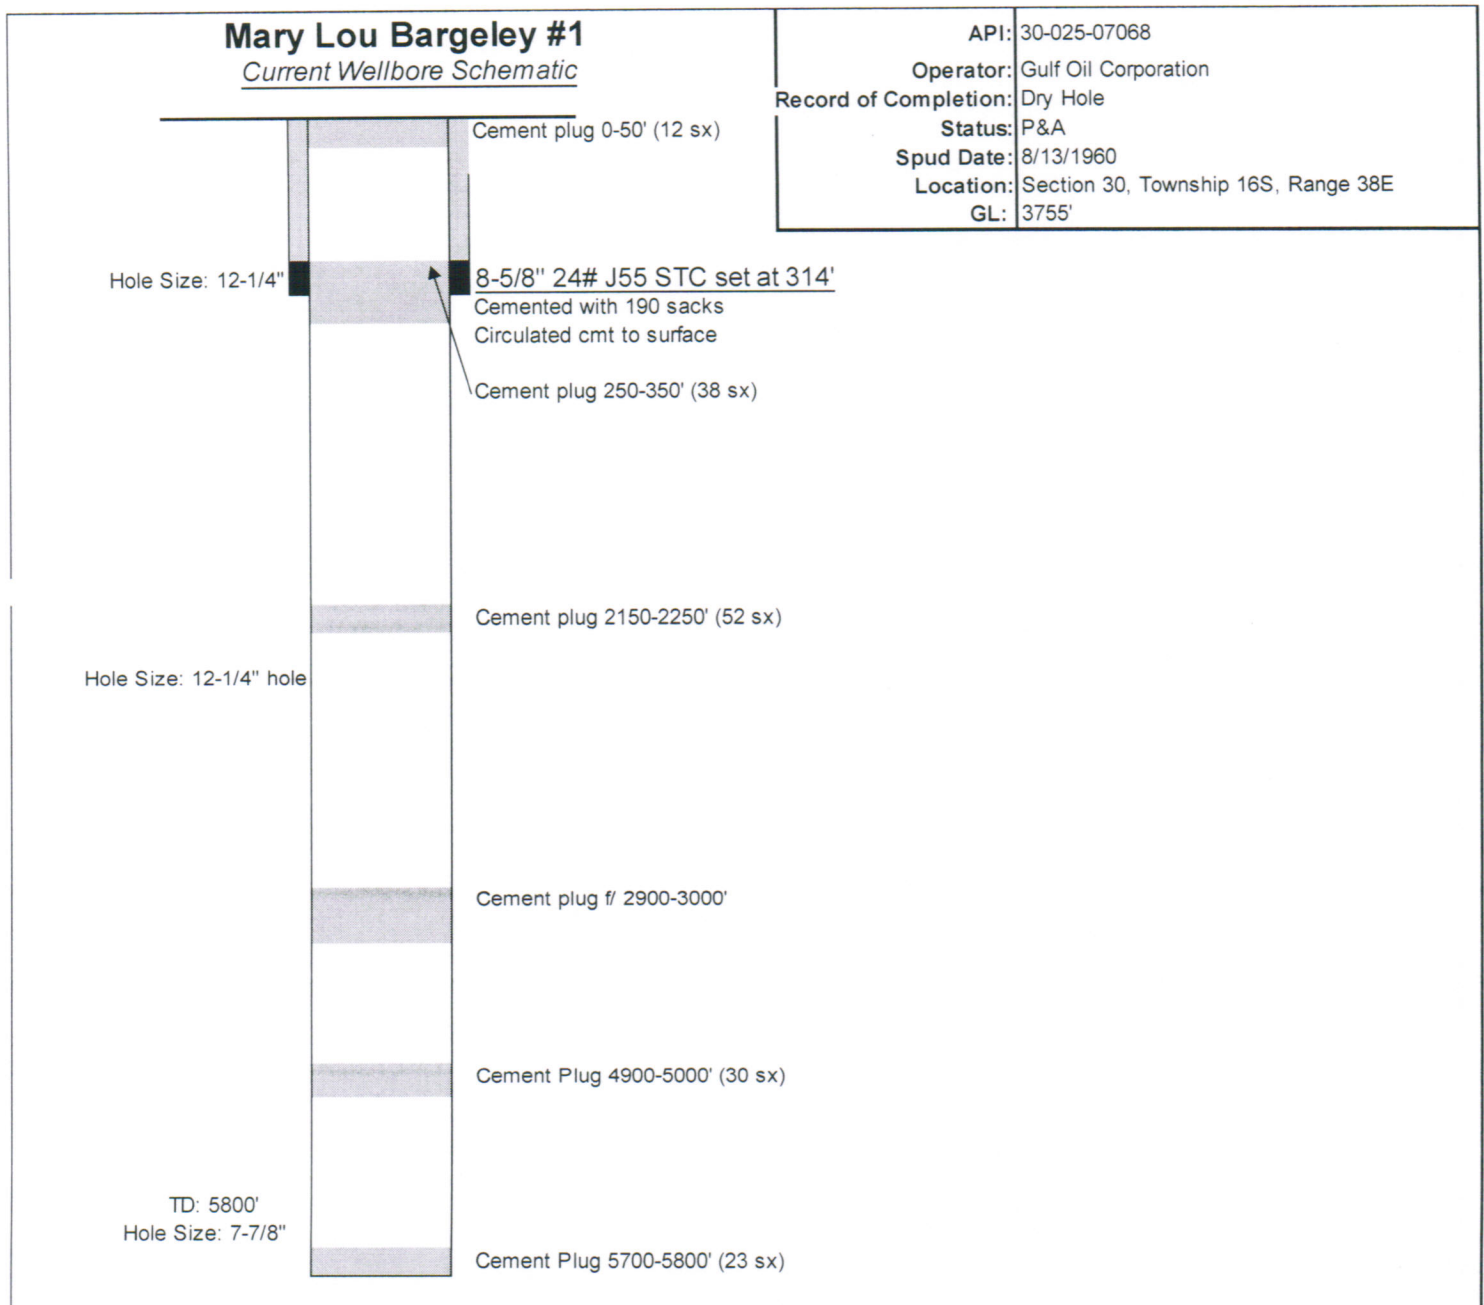 Mary Lou Bargeley #1
Current Wellbore Schematic
API: 30-025-07068
Operator: Gulf Oil Corporation
Record of Completion: Dry Hole
Status: P&A
Spud Date: 8/13/1960
Location: Section 30, Township 16S, Range 38E
GL: 3755'
Cement plug 0-50' (12 sx)
Hole Size: 12-1/4"
8-5/8" 24# J55 STC set at 314'
Cemented with 190 sacks
Circulated cmt to surface
Cement plug 250-350' (38 sx)
Cement plug 2150-2250' (52 sx)
Hole Size: 12-1/4" hole
Cement plug f/ 2900-3000'
Cement Plug 4900-5000' (30 sx)
TD: 5800'
Hole Size: 7-7/8"
Cement Plug 5700-5800' (23 sx)